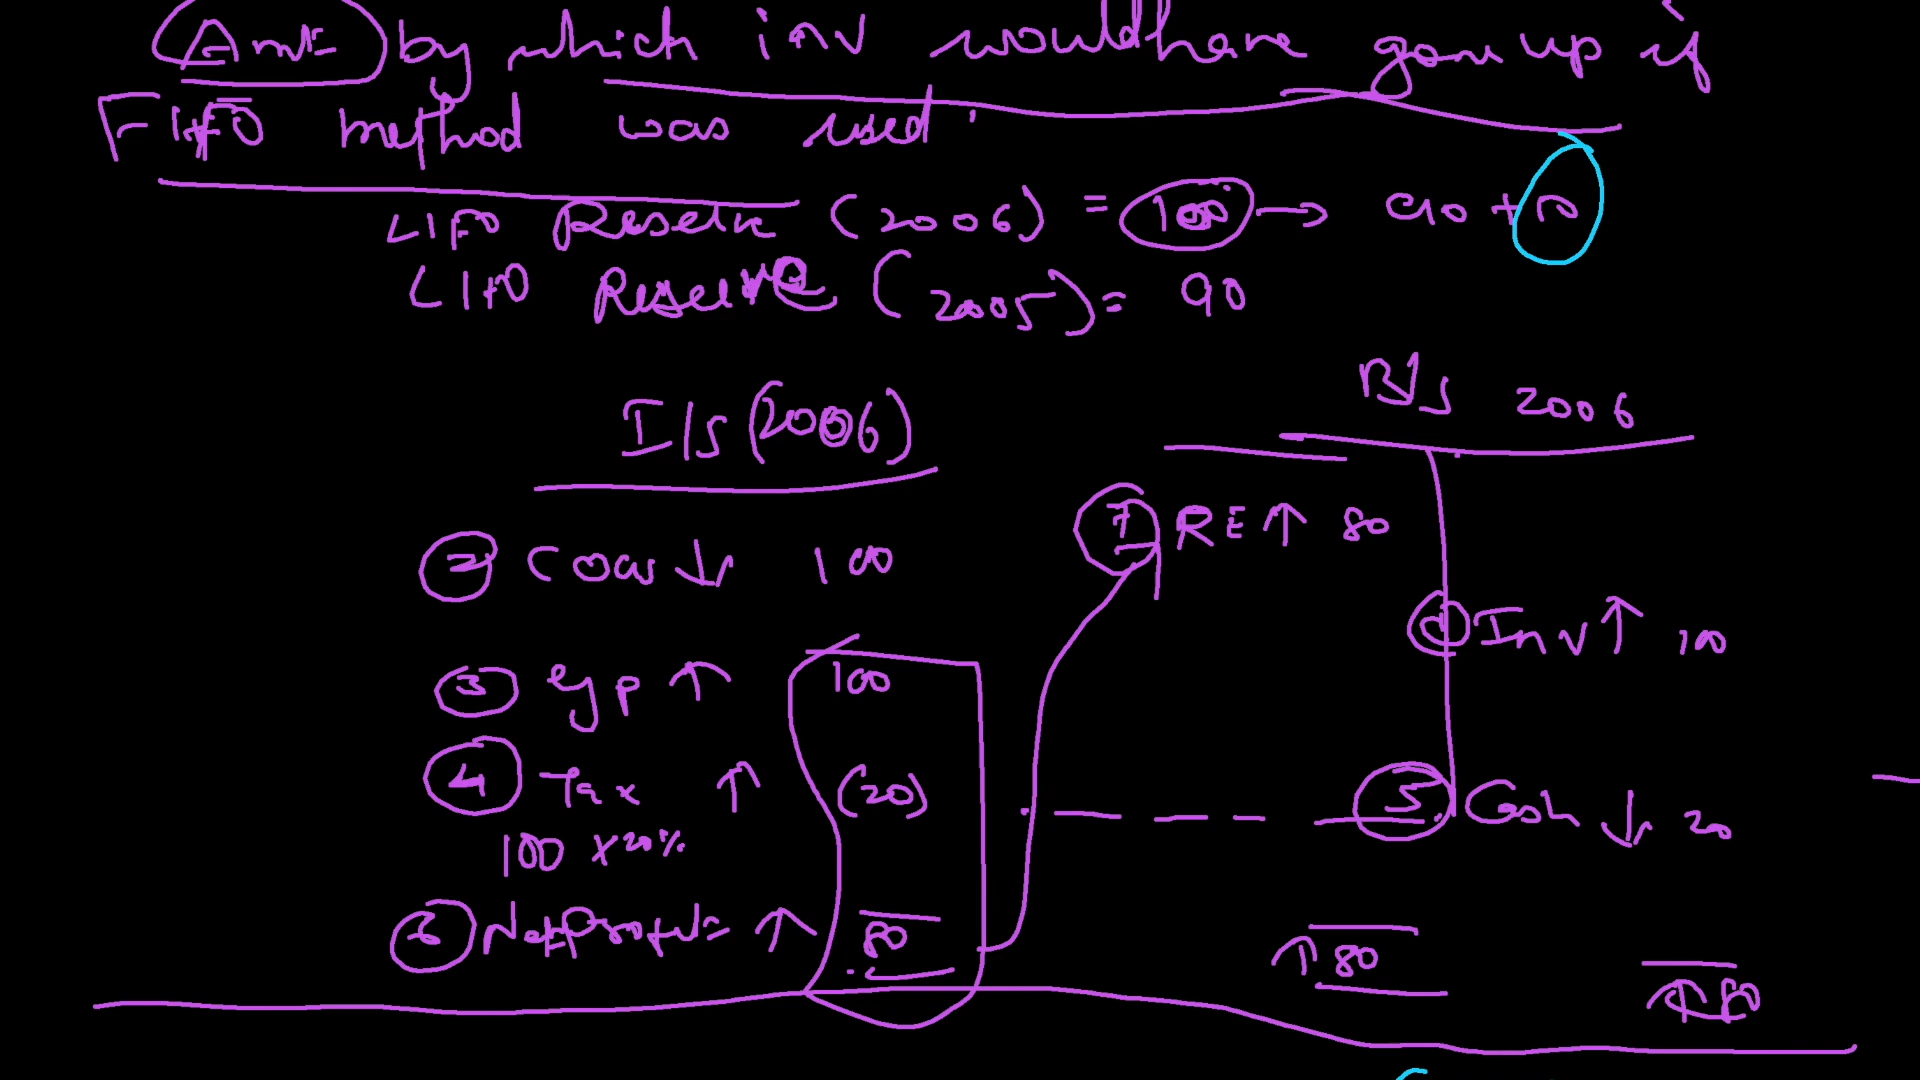 Amt by which inv would have gone up if
FIFO method was used.
LIFO Reserve (2006) = 100 → 90 + 10
LIFO Reserve (2005) = 90
I/S (2006)
B/S 2006
② COGS ↓ 100
⑦ RE ↑ 80
① Inv ↑ 100
③ GP ↑ 100
④ Tax ↑ (20)
100 x 20%
⑤ Cash ↓ 20
⑥ Net Profit ↑ 80
↑ 80
↑ 80